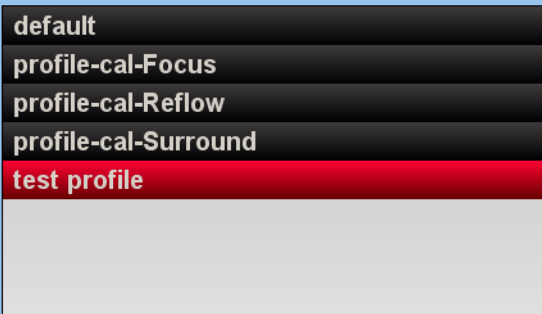 default
profile-cal-Focus
profile-cal-Reflow
profile-cal-Surround
test profile